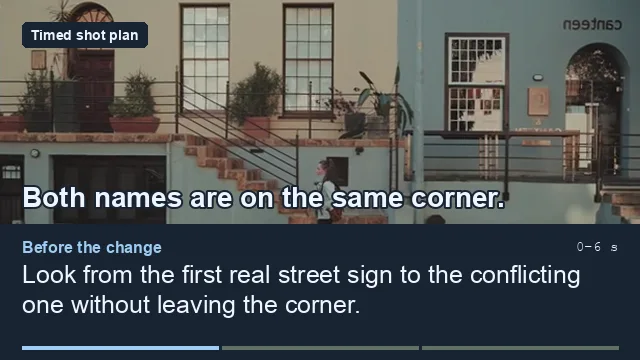 Timed shot plan
canteen
Both names are on the same corner.
Before the change
0–6 s
Look from the first real street sign to the conflicting
one without leaving the corner.